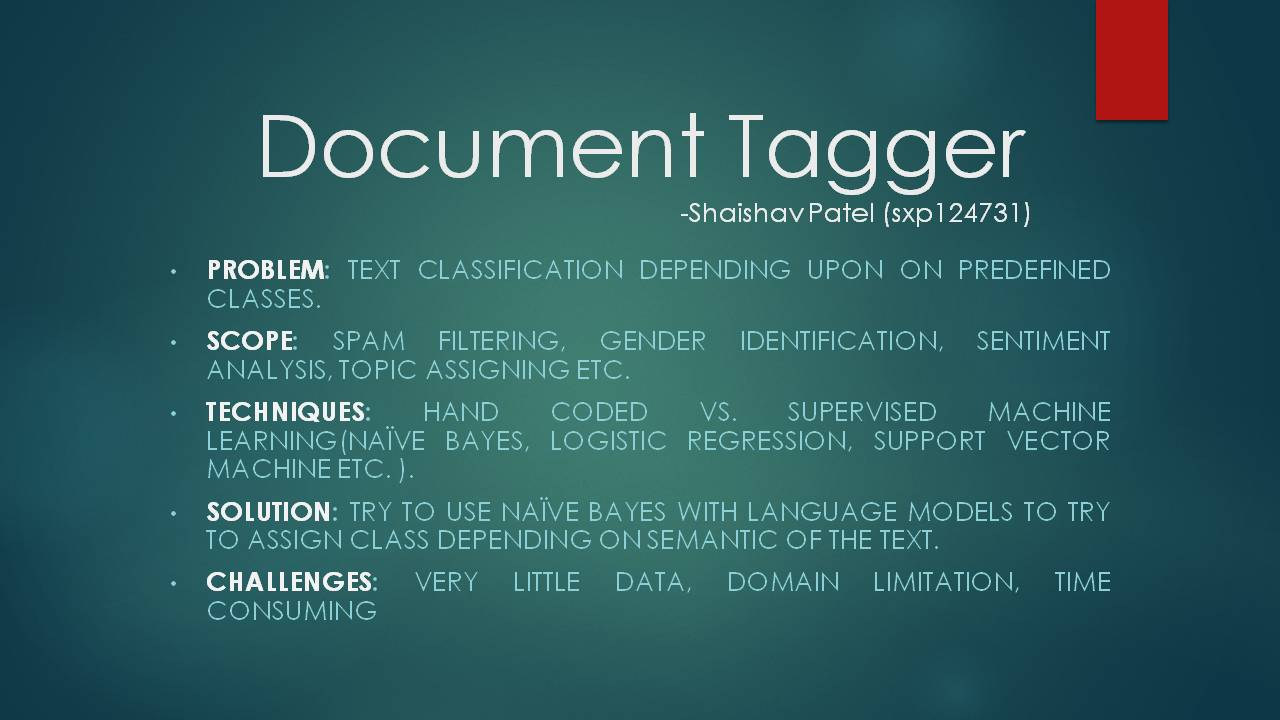 Document Tagger
-Shaishav Patel (sxp124731)
• PROBLEM: TEXT CLASSIFICATION DEPENDING UPON ON PREDEFINED
CLASSES.
• SCOPE: SPAM FILTERING, GENDER IDENTIFICATION, SENTIMENT
ANALYSIS, TOPIC ASSIGNING ETC.
• TECHNIQUES: HAND CODED VS. SUPERVISED MACHINE
LEARNING(NAÏVE BAYES, LOGISTIC REGRESSION, SUPPORT VECTOR
MACHINE ETC. ).
• SOLUTION: TRY TO USE NAÏVE BAYES WITH LANGUAGE MODELS TO TRY
TO ASSIGN CLASS DEPENDING ON SEMANTIC OF THE TEXT.
• CHALLENGES: VERY LITTLE DATA, DOMAIN LIMITATION, TIME
CONSUMING